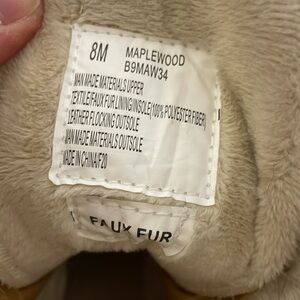 8M MAPLEWOOD
B9MAW34
MAN MADE MATERIALS UPPER
TEXTILE/FAUX FUR LINING/INSOLE(100% POLYESTER FIBER)
LEATHER FLOCKING OUTSOLE
MAN MADE MATERIALS OUTSOLE
MADE IN CHINA/F20
FAUX FUR